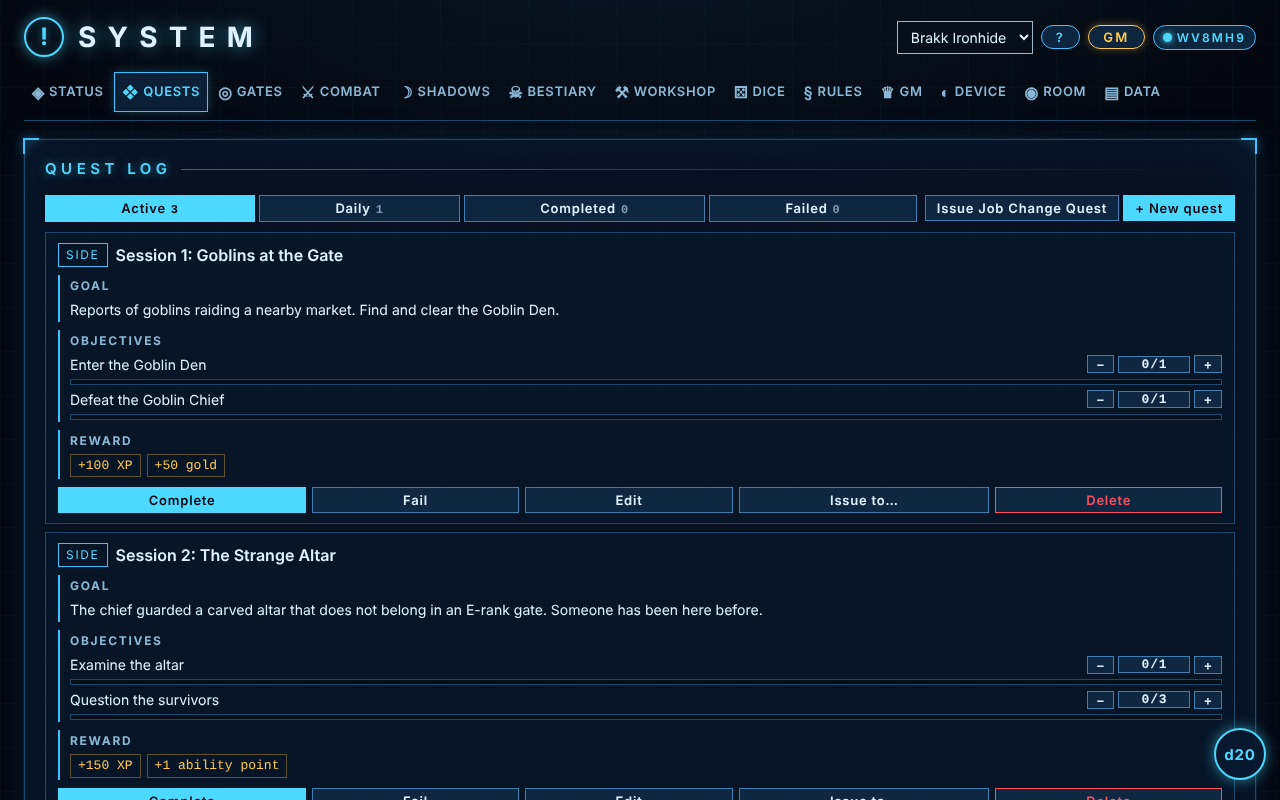 ! SYSTEM
Brakk Ironhide ? GM WV8MH9
STATUS QUESTS GATES COMBAT SHADOWS BESTIARY WORKSHOP DICE § RULES GM DEVICE ROOM DATA
QUEST LOG
Active 3 Daily 1 Completed 0 Failed 0 Issue Job Change Quest + New quest
SIDE Session 1: Goblins at the Gate
GOAL
Reports of goblins raiding a nearby market. Find and clear the Goblin Den.
OBJECTIVES
Enter the Goblin Den − 0/1 +
Defeat the Goblin Chief − 0/1 +
REWARD
+100 XP +50 gold
Complete Fail Edit Issue to… Delete
SIDE Session 2: The Strange Altar
GOAL
The chief guarded a carved altar that does not belong in an E-rank gate. Someone has been here before.
OBJECTIVES
Examine the altar − 0/1 +
Question the survivors − 0/3 +
REWARD
+150 XP +1 ability point
d20
Complete Fail Edit Issue to… Delete